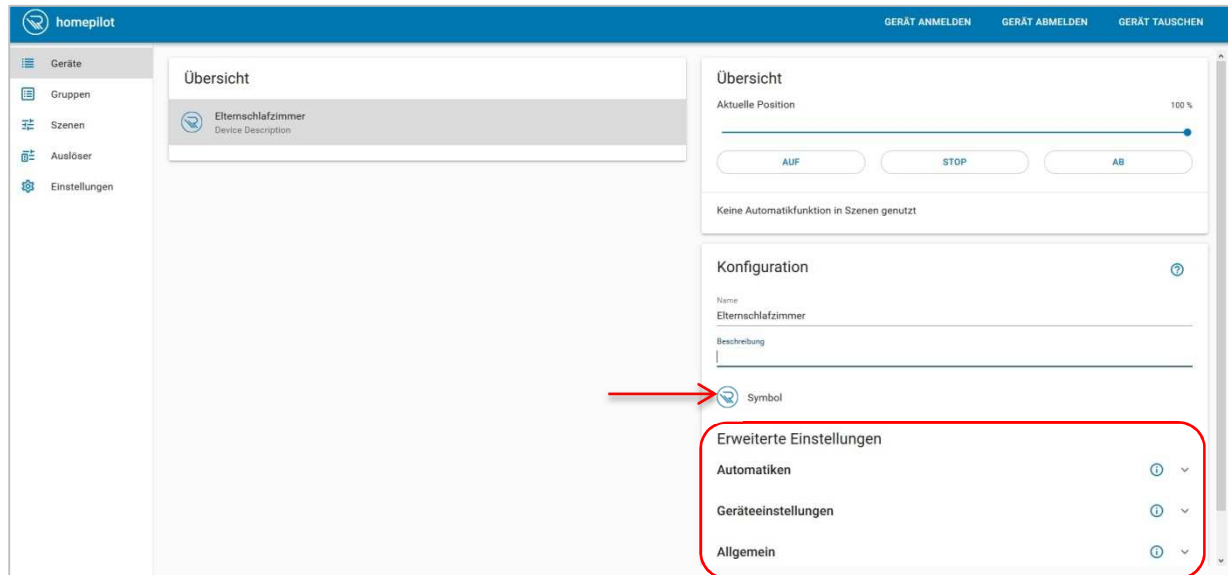 homepilot
GERÄT ANMELDEN
GERÄT ABMELDEN
GERÄT TAUSCHEN
Geräte
Gruppen
Szenen
Auslöser
Einstellungen
Übersicht
Elternschlafzimmer
Device Description
Übersicht
Aktuelle Position
100 %
AUF
STOP
AB
Keine Automatikfunktion in Szenen genutzt
Konfiguration
Name
Elternschlafzimmer
Beschreibung
Symbol
Erweiterte Einstellungen
Automatiken
Geräteeinstellungen
Allgemein